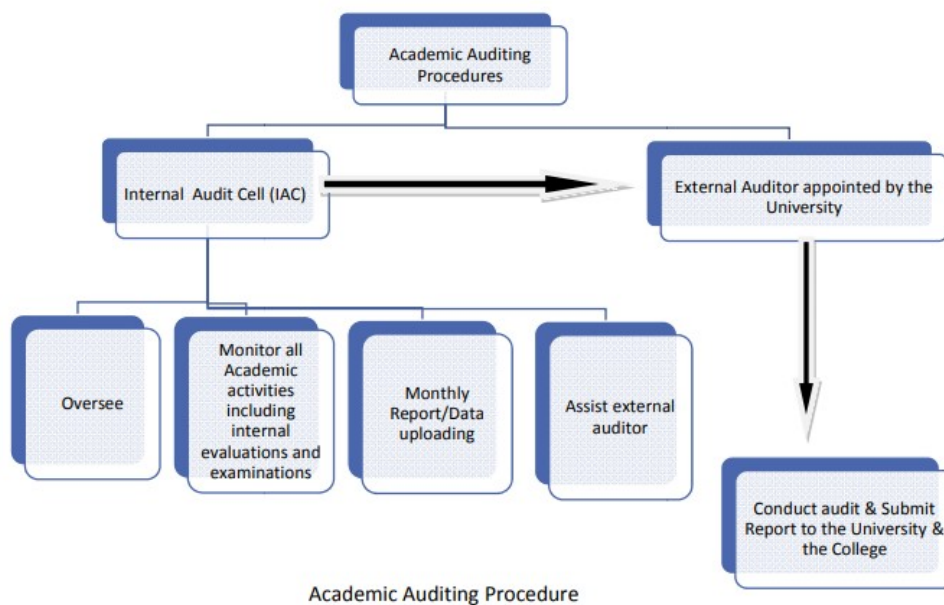 Academic Auditing
Procedures
Internal Audit Cell (IAC)
External Auditor appointed by the
University
Oversee
Monitor all
Academic
activities
including
internal
evaluations and
examinations
Monthly
Report/Data
uploading
Assist external
auditor
Conduct audit & Submit
Report to the University &
the College
Academic Auditing Procedure